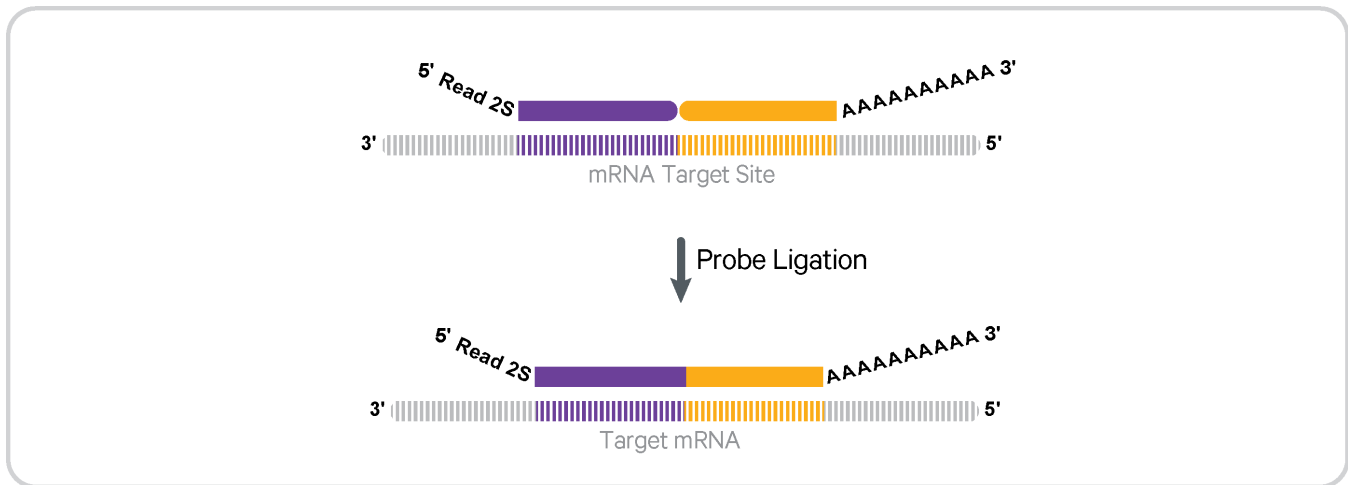 5' Read 2S AAAAAAAAAA 3'
3' 5'
mRNA Target Site
Probe Ligation
5' Read 2S AAAAAAAAAA 3'
3' 5'
Target mRNA